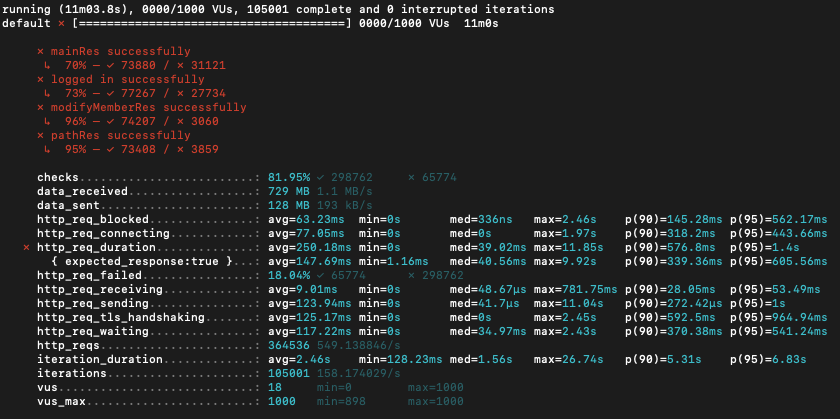 running (11m03.8s), 0000/1000 VUs, 105001 complete and 0 interrupted iterations
default ✗ [======================================] 0000/1000 VUs  11m0s
✗ mainRes successfully
↳  70% — ✓ 73880 / ✗ 31121
✗ logged in successfully
↳  73% — ✓ 77267 / ✗ 27734
✗ modifyMemberRes successfully
↳  96% — ✓ 74207 / ✗ 3060
✗ pathRes successfully
↳  95% — ✓ 73408 / ✗ 3859
checks.........................: 81.95% ✓ 298762     ✗ 65774
data_received..................: 729 MB 1.1 MB/s
data_sent......................: 128 MB 193 kB/s
http_req_blocked...............: avg=63.23ms  min=0s       med=336ns   max=2.46s    p(90)=145.28ms p(95)=562.17ms
http_req_connecting............: avg=77.05ms  min=0s       med=0s      max=1.97s    p(90)=318.2ms  p(95)=443.66ms
✗ http_req_duration..............: avg=250.18ms min=0s       med=39.02ms max=11.85s   p(90)=576.8ms  p(95)=1.4s
{ expected_response:true }...: avg=147.69ms min=1.16ms   med=40.56ms max=9.92s    p(90)=339.36ms p(95)=605.56ms
http_req_failed................: 18.04% ✓ 65774      ✗ 298762
http_req_receiving.............: avg=9.01ms   min=0s       med=48.67µs max=781.75ms p(90)=28.05ms  p(95)=53.49ms
http_req_sending...............: avg=123.94ms min=0s       med=41.7µs  max=11.04s   p(90)=272.42µs p(95)=1s
http_req_tls_handshaking.......: avg=125.17ms min=0s       med=0s      max=2.45s    p(90)=592.5ms  p(95)=964.94ms
http_req_waiting...............: avg=117.22ms min=0s       med=34.97ms max=2.43s    p(90)=370.38ms p(95)=541.24ms
http_reqs......................: 364536 549.138846/s
iteration_duration.............: avg=2.46s    min=128.23ms med=1.56s   max=26.74s   p(90)=5.31s    p(95)=6.83s
iterations.....................: 105001 158.174029/s
vus............................: 18     min=0        max=1000
vus_max........................: 1000   min=898      max=1000